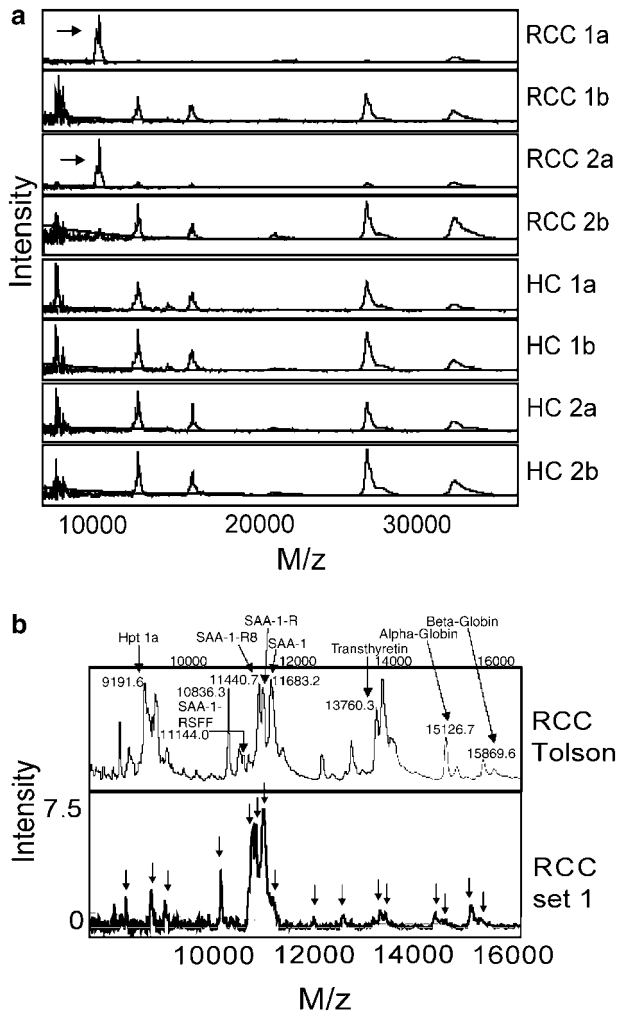 a
RCC 1a
RCC 1b
RCC 2a
RCC 2b
HC 1a
HC 1b
HC 2a
HC 2b
Intensity
10000 20000 30000
M/z
b
SAA-1-R
Beta-Globin
Hpt 1a SAA-1-R8 SAA-1 Transthyretin Alpha-Globin
10000 12000 14000 16000
9191.6 10836.3 11440.7 11683.2
SAA-1-
RSFF
11144.0
13760.3
15126.7
15869.6
RCC
Tolson
7.5
0
Intensity
RCC
set 1
10000 12000 14000 16000
M/z